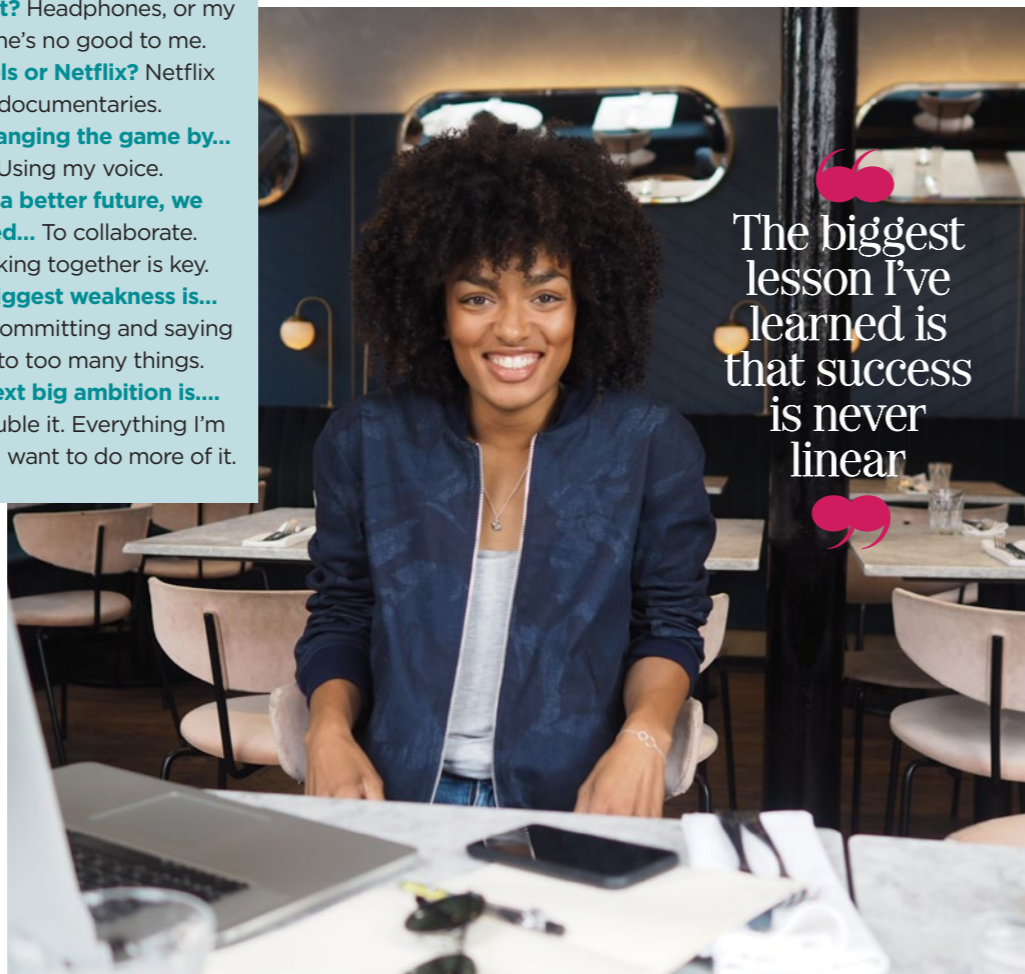 t? Headphones, or my
ne’s no good to me.
ls or Netflix? Netflix
documentaries.
anging the game by...
Using my voice.
a better future, we
ed... To collaborate.
king together is key.
iggest weakness is...
ommitting and saying
to too many things.
ext big ambition is....
uble it. Everything I’m
want to do more of it.
The biggest
lesson I’ve
learned is
that success
is never
linear